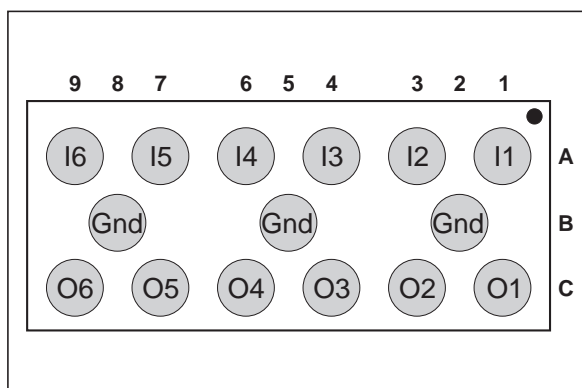 9 8 7 6 5 4 3 2 1
I6 I5 I4 I3 I2 I1 A
Gnd Gnd Gnd B
O6 O5 O4 O3 O2 O1 C